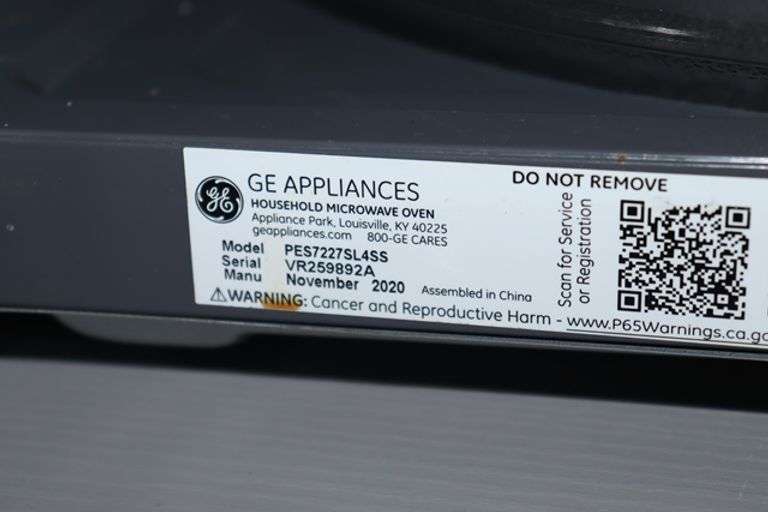 GE
GE APPLIANCES
HOUSEHOLD MICROWAVE OVEN
Appliance Park, Louisville, KY 40225
geappliances.com 800-GE CARES
Model PES7227SL4SS
Serial VR259892A
Manu November 2020
Assembled in China
⚠WARNING: Cancer and Reproductive Harm - www.P65Warnings.ca.go
DO NOT REMOVE
Scan for Service
or Registration